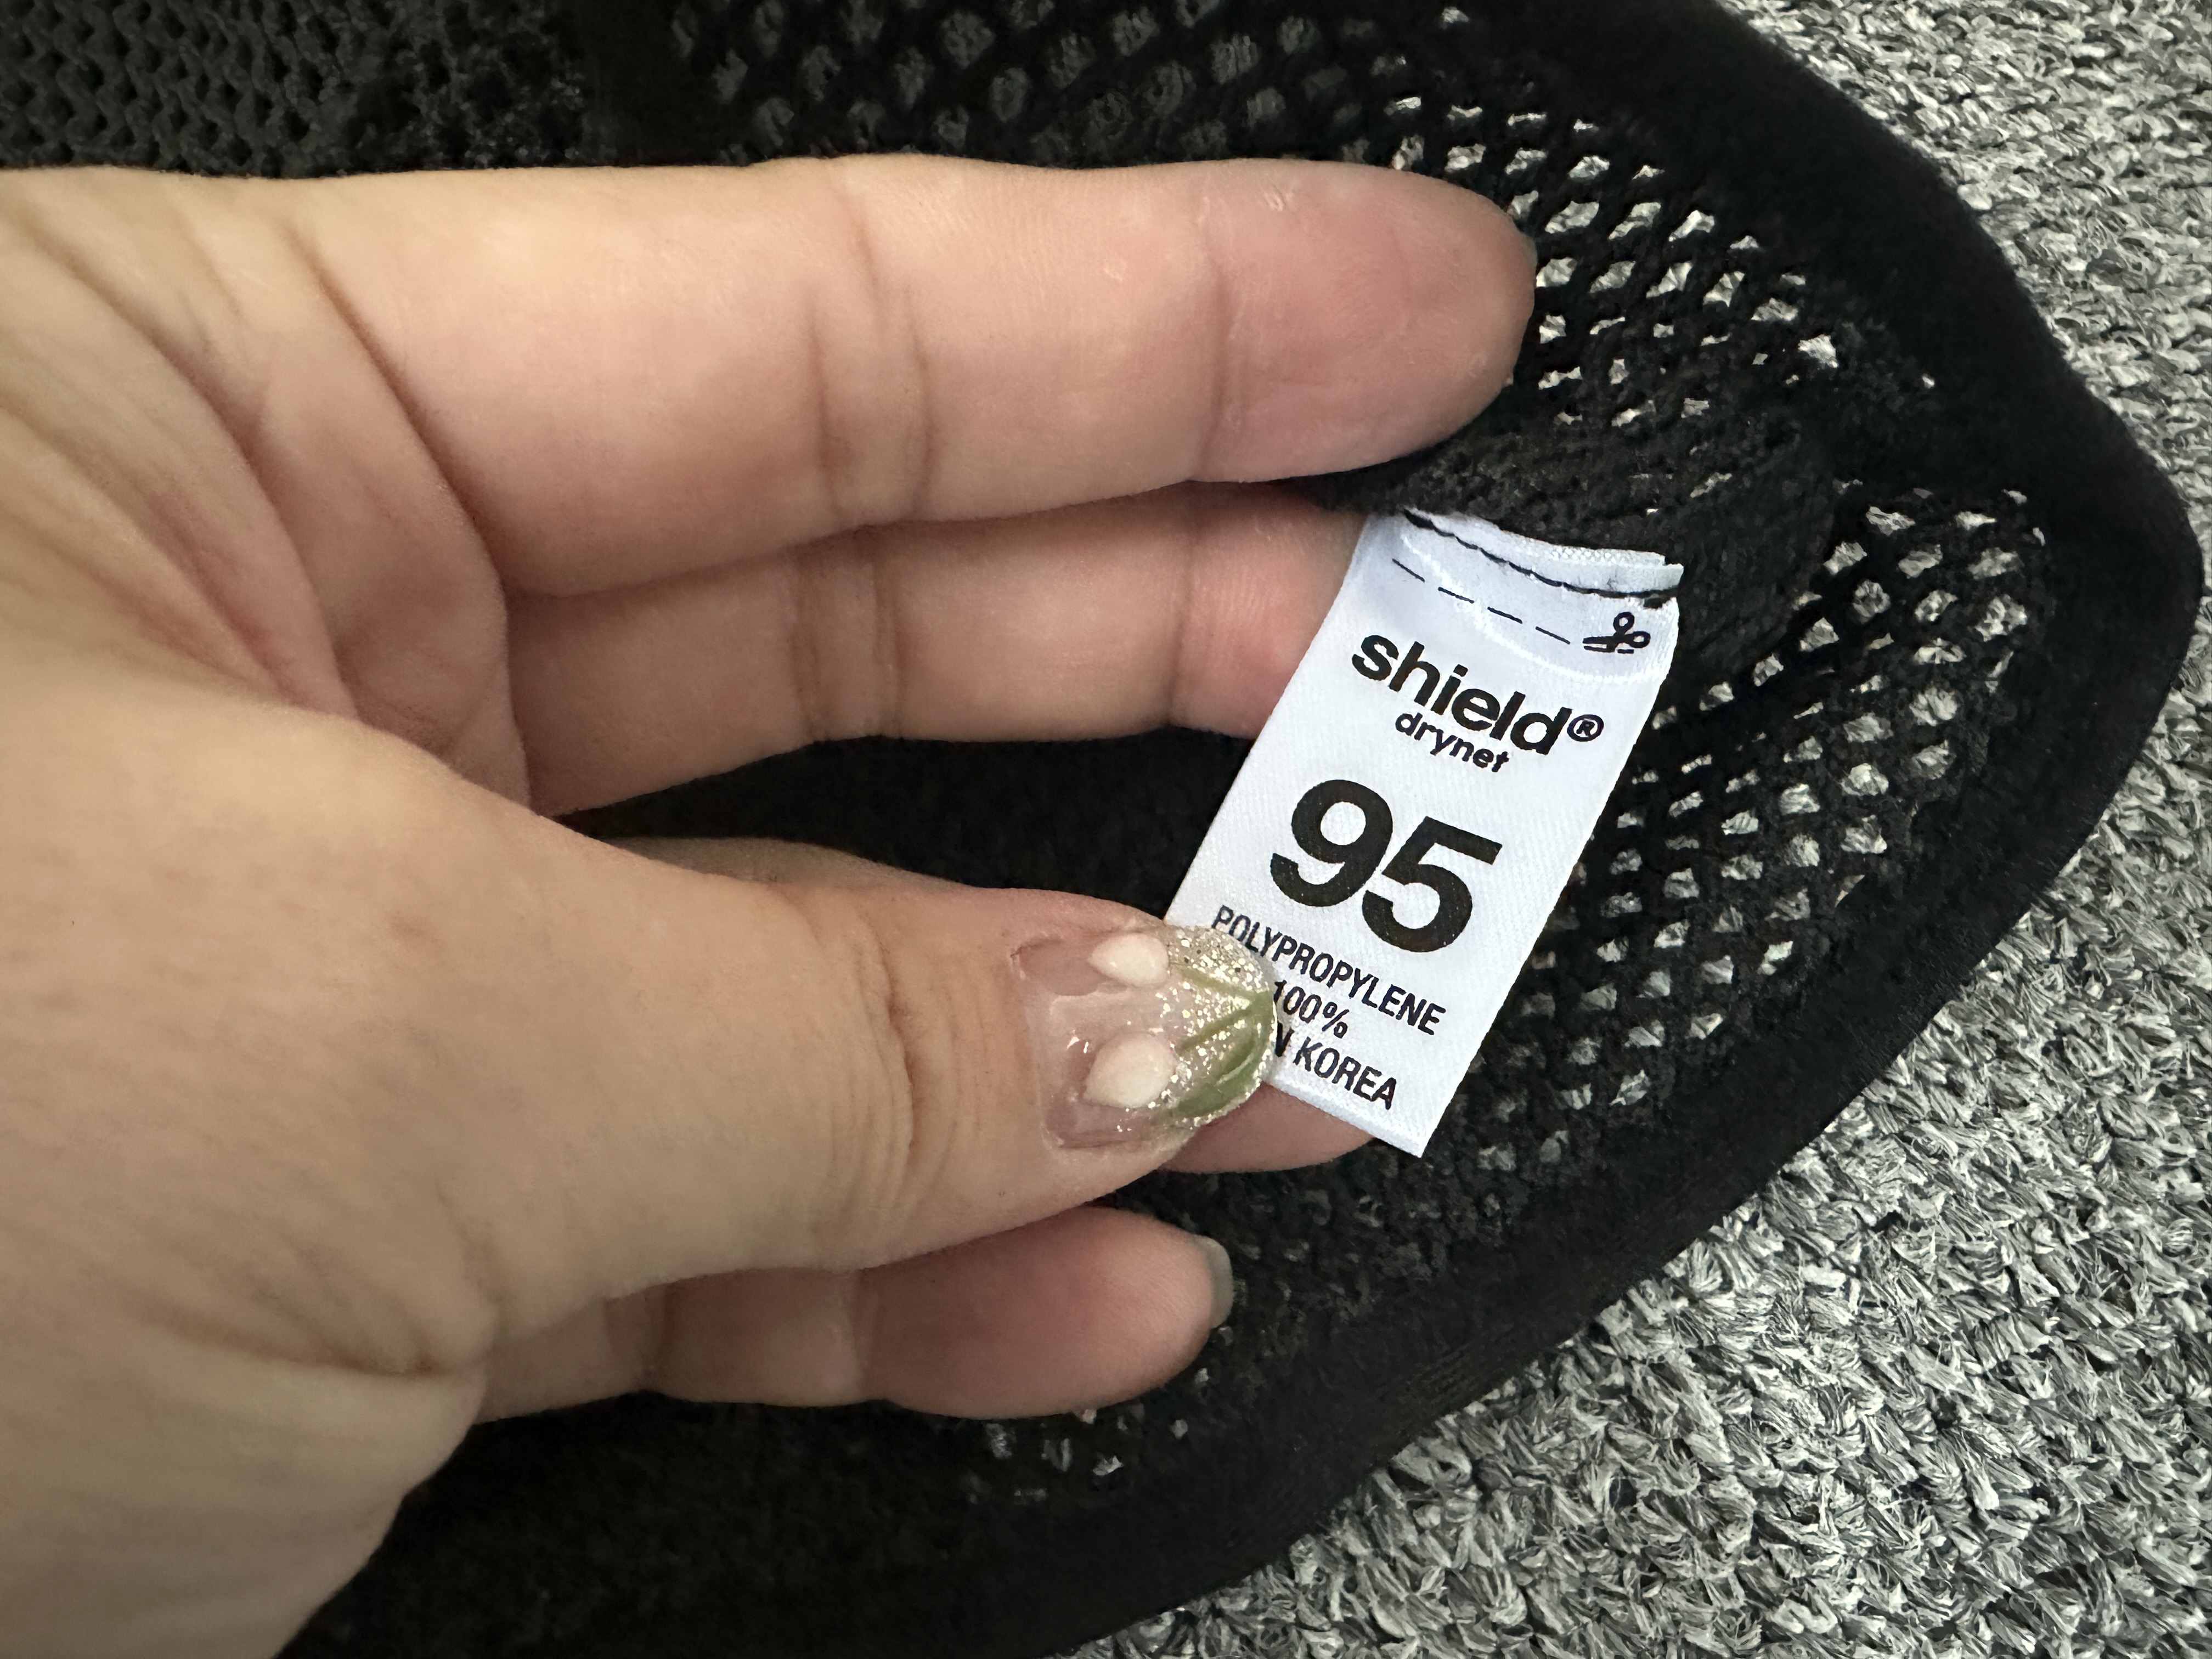 shield®
drynet
95
POLYPROPYLENE
100%
KOREA